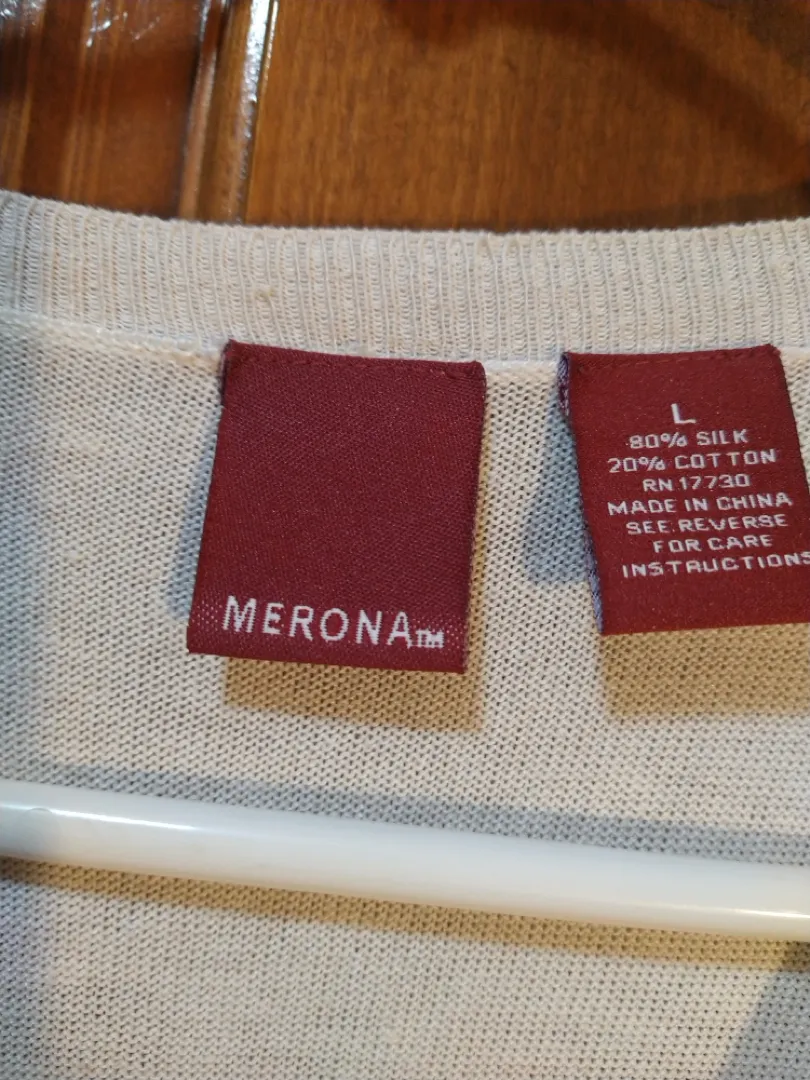 MERONA™
L
80% SILK
20% COTTON
RN 17730
MADE IN CHINA
SEE REVERSE
FOR CARE
INSTRUCTIONS